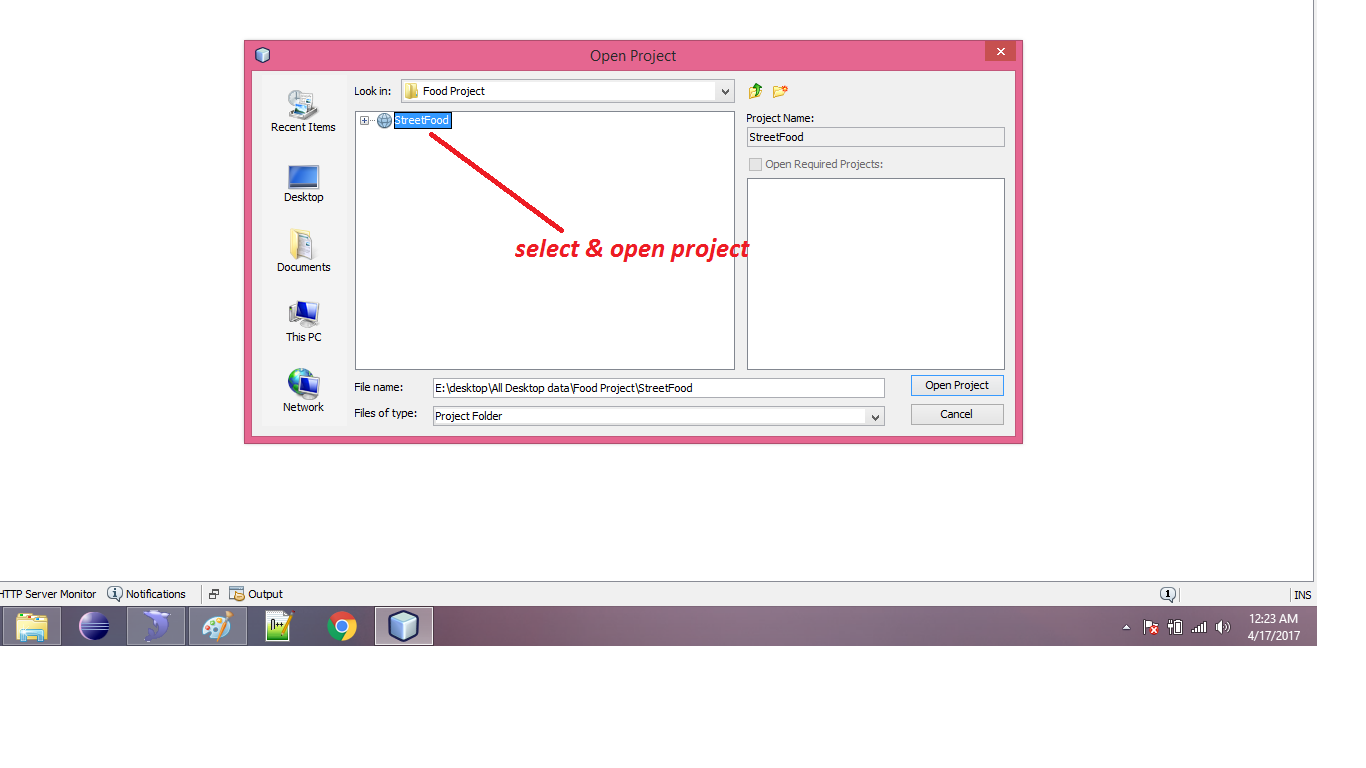 Open Project
Look in: Food Project
Recent Items
Desktop
Documents
This PC
Network
StreetFood
select & open project
Project Name:
StreetFood
Open Required Projects:
File name: E:\desktop\All Desktop data\Food Project\StreetFood
Open Project
Files of type: Project Folder
Cancel
HTTP Server Monitor Notifications Output 1 INS
12:23 AM
4/17/2017